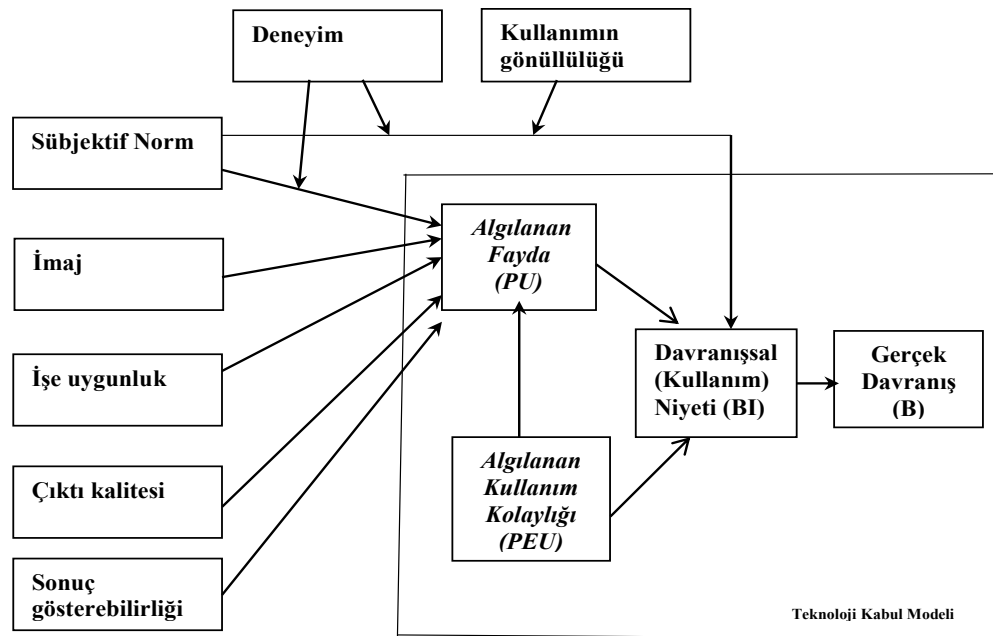 Deneyim
Kullanımın
gönüllülüğü
Sübjektif Norm
İmaj
İşe uygunluk
Çıktı kalitesi
Sonuç
gösterebilirliği
Algılanan
Fayda
(PU)
Algılanan
Kullanım
Kolaylığı
(PEU)
Davranışsal
(Kullanım)
Niyeti (BI)
Gerçek
Davranış
(B)
Teknoloji Kabul Modeli